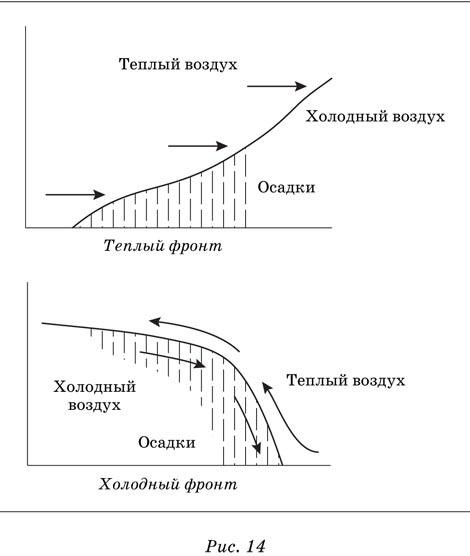 Теплый воздух
Холодный воздух
Осадки
Теплый фронт
Холодный
воздух
Теплый воздух
Осадки
Холодный фронт
Рис. 14